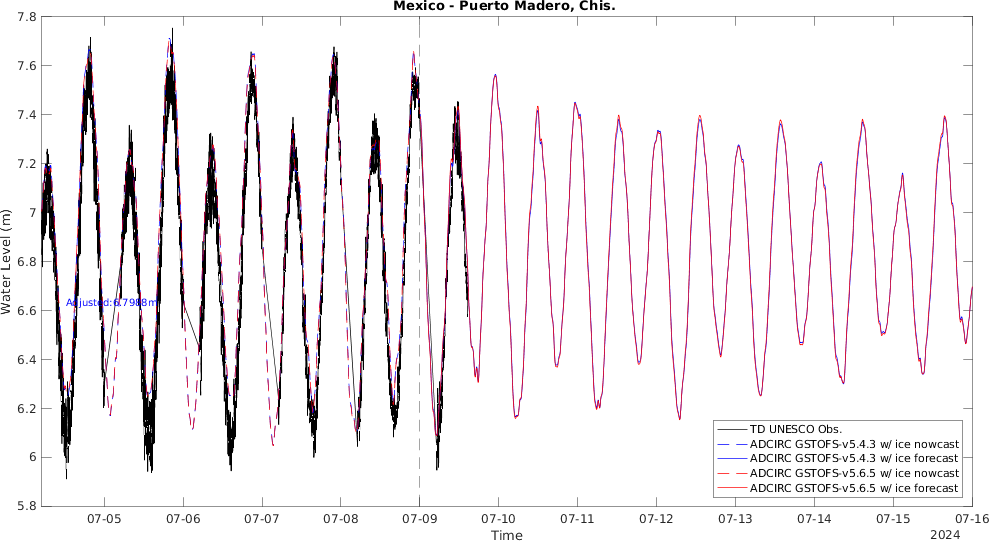 Mexico - Puerto Madero, Chis.
7.8
7.6
7.4
7.2
7
6.8
6.6
6.4
6.2
6
5.8
Water Level (m)
Adjusted:6.7988m
TD UNESCO Obs.
ADCIRC GSTOFS-v5.4.3 w/ ice nowcast
ADCIRC GSTOFS-v5.4.3 w/ ice forecast
ADCIRC GSTOFS-v5.6.5 w/ ice nowcast
ADCIRC GSTOFS-v5.6.5 w/ ice forecast
07-05 07-06 07-07 07-08 07-09 07-10 07-11 07-12 07-13 07-14 07-15 07-16
Time
2024